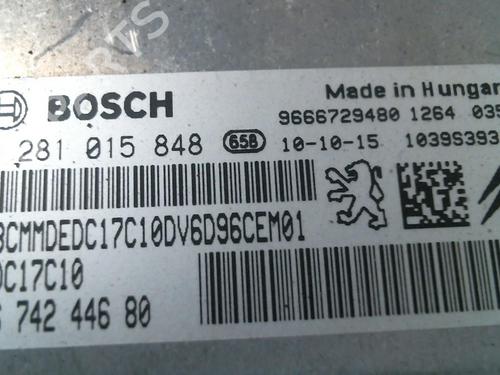 PARTS
BOSCH
Made in Hungar
9666729480 1264 035
281 015 848 658 10-10-15 1039S393
BCMMDEDC17C10DV6D96CEM01
DC17C10
742 446 80